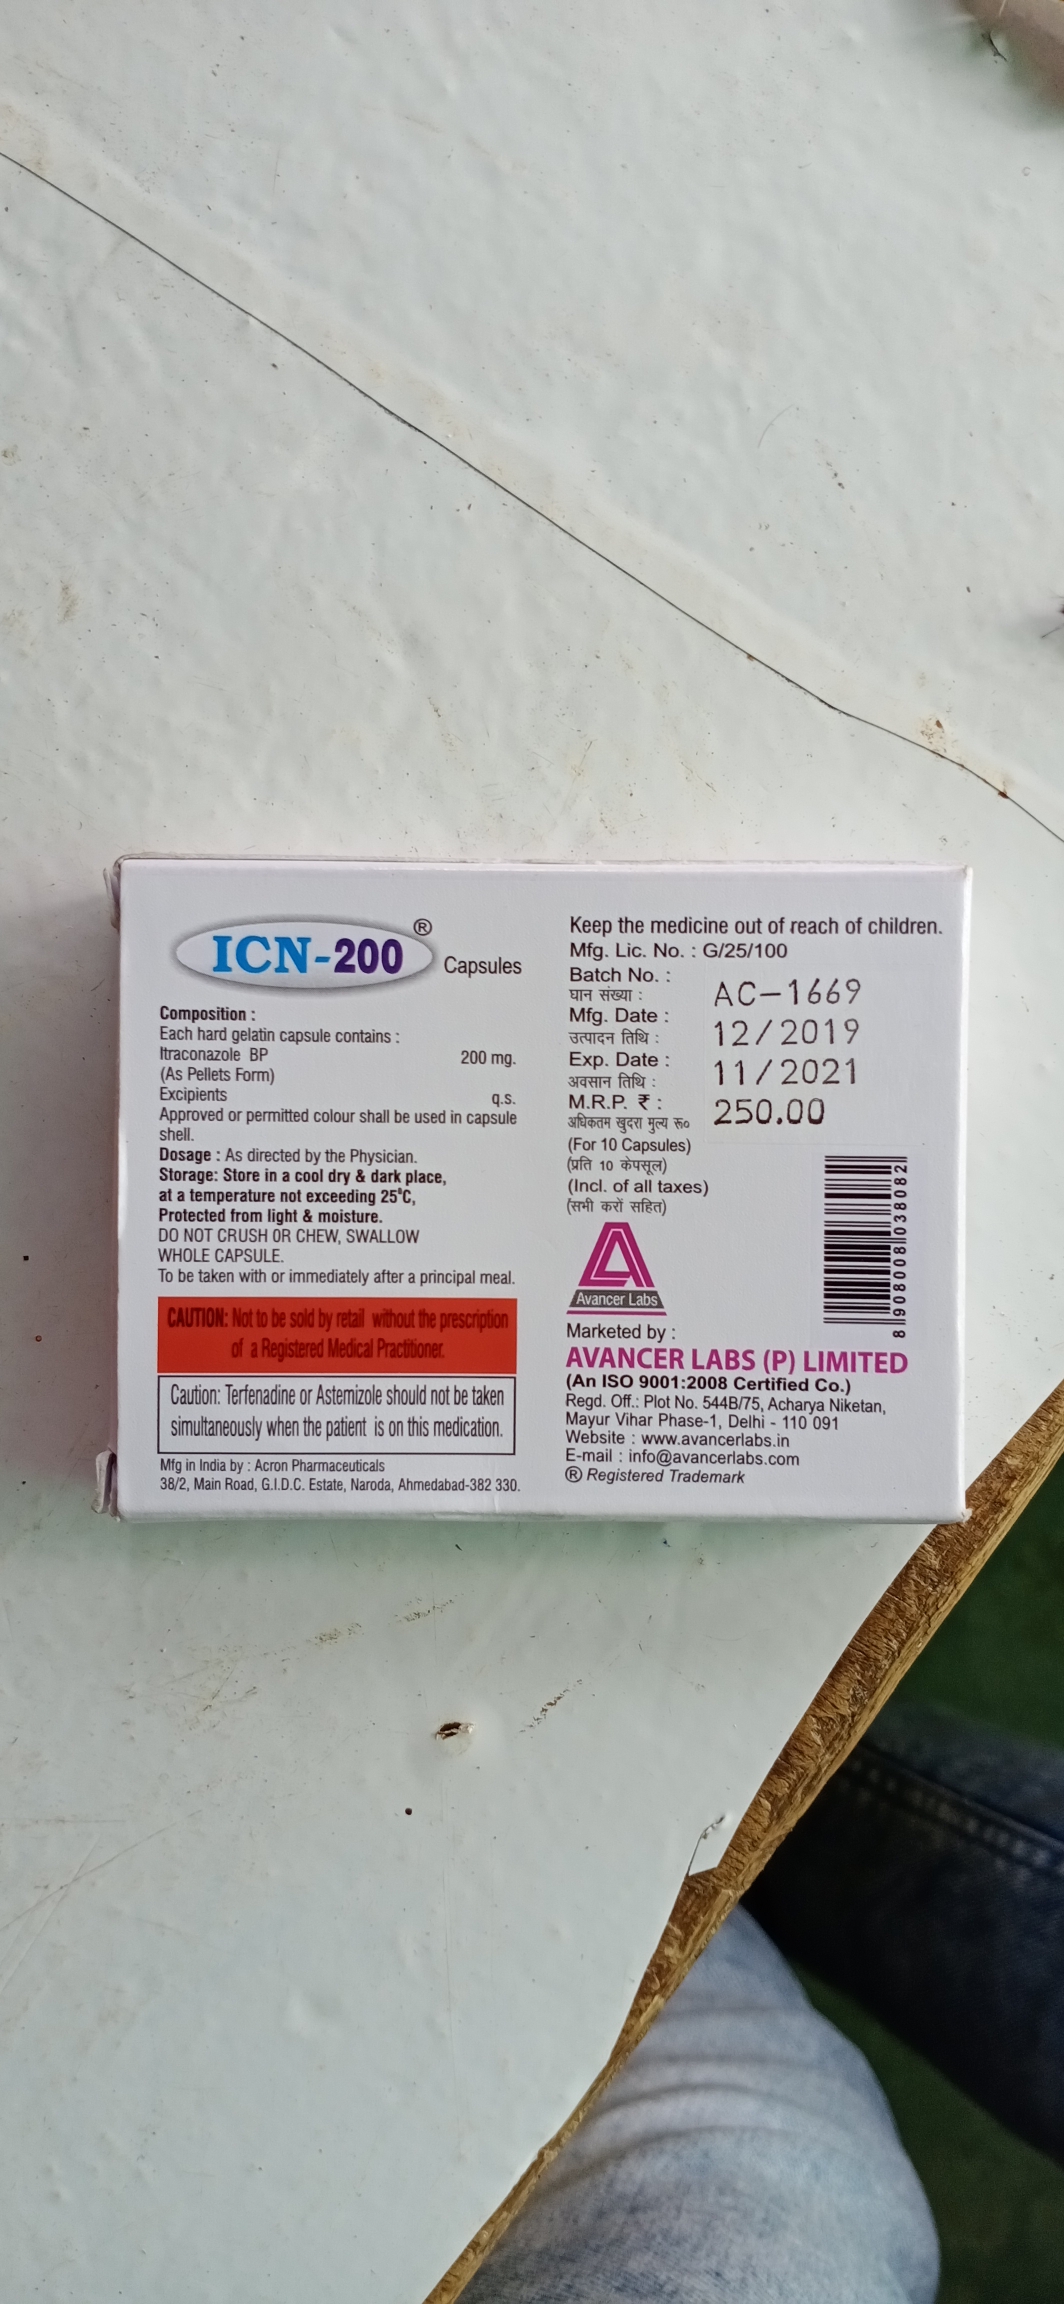 ICN-200® Capsules
Composition :
Each hard gelatin capsule contains :
Itraconazole BP 200 mg.
(As Pellets Form)
Excipients q.s.
Approved or permitted colour shall be used in capsule
shell.
Dosage : As directed by the Physician.
Storage: Store in a cool dry & dark place,
at a temperature not exceeding 25°C,
Protected from light & moisture.
DO NOT CRUSH OR CHEW, SWALLOW
WHOLE CAPSULE.
To be taken with or immediately after a principal meal.
CAUTION: Not to be sold by retail without the prescription
of a Registered Medical Practitioner.
Caution: Terfenadine or Astemizole should not be taken
simultaneously when the patient is on this medication.
Mfg in India by : Acron Pharmaceuticals
38/2, Main Road, G.I.D.C. Estate, Naroda, Ahmedabad-382 330.
Keep the medicine out of reach of children.
Mfg. Lic. No. : G/25/100
Batch No. :
घान संख्या : AC-1669
Mfg. Date :
उत्पादन तिथि : 12/2019
Exp. Date :
अवसान तिथि : 11/2021
M.R.P. ₹ : 250.00
अधिकतम खुदरा मुल्य रू०
(For 10 Capsules)
(प्रति 10 केपसूल)
(Incl. of all taxes)
(सभी करों सहित)
8908008038082
Avancer Labs
Marketed by :
AVANCER LABS (P) LIMITED
(An ISO 9001:2008 Certified Co.)
Regd. Off.: Plot No. 544B/75, Acharya Niketan,
Mayur Vihar Phase-1, Delhi - 110 091
Website : www.avancerlabs.in
E-mail : info@avancerlabs.com
® Registered Trademark